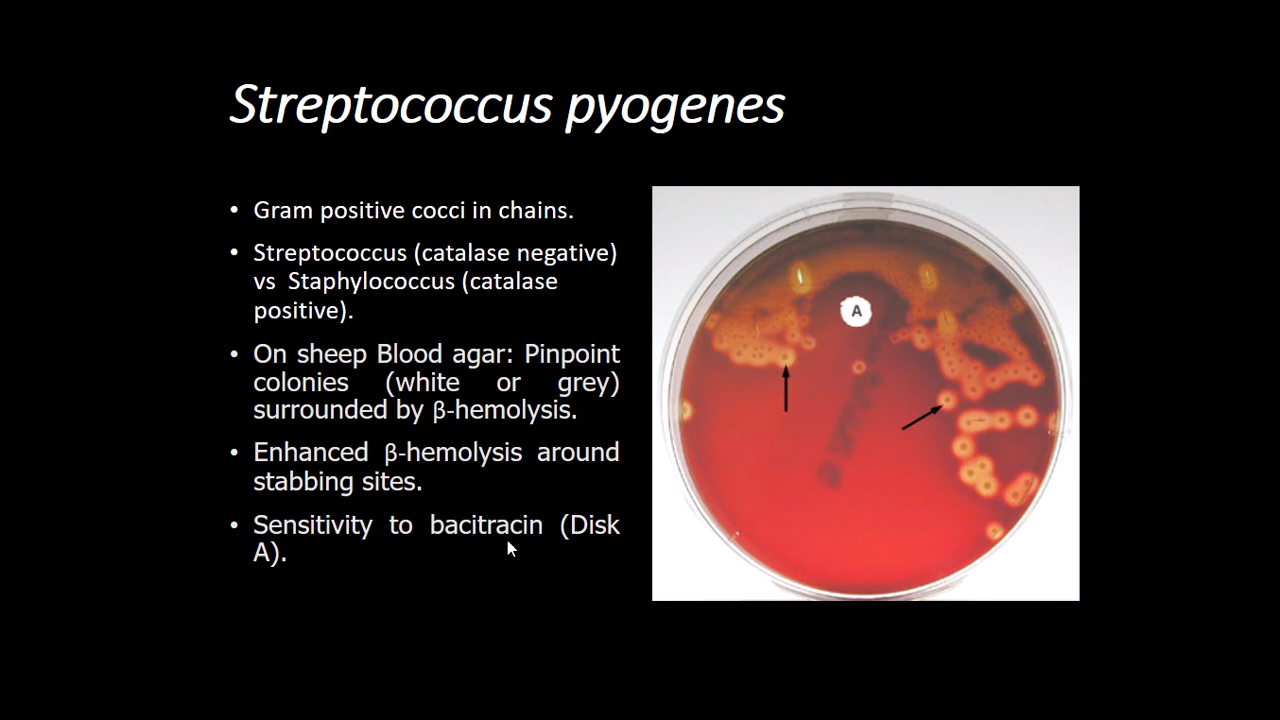 Streptococcus pyogenes
• Gram positive cocci in chains.
• Streptococcus (catalase negative)
vs Staphylococcus (catalase
positive).
• On sheep Blood agar: Pinpoint
colonies (white or grey)
surrounded by β-hemolysis.
• Enhanced β-hemolysis around
stabbing sites.
• Sensitivity to bacitracin (Disk
A).
A